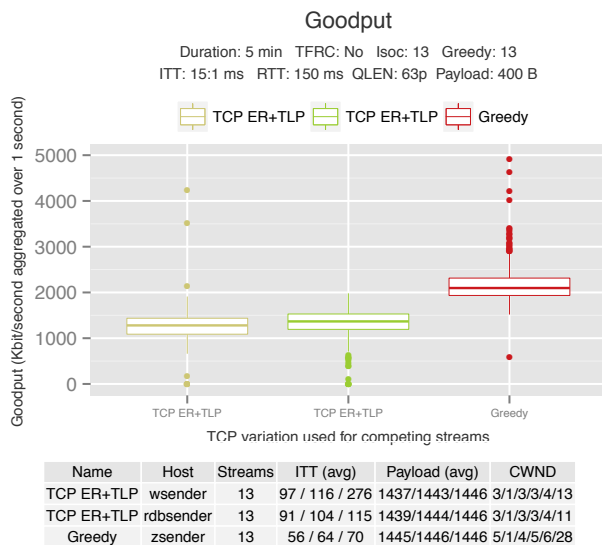 Goodput
Duration: 5 min TFRC: No Isoc: 13 Greedy: 13
ITT: 15:1 ms RTT: 150 ms QLEN: 63p Payload: 400 B
TCP ER+TLP TCP ER+TLP Greedy
Goodput (Kbit/second aggregated over 1 second)
5000
4000
3000
2000
1000
0
TCP ER+TLP TCP ER+TLP Greedy
TCP variation used for competing streams
Name Host Streams ITT (avg) Payload (avg) CWND
TCP ER+TLP wsender 13 97 / 116 / 276 1437/1443/1446 3/1/3/3/4/13
TCP ER+TLP rdbsender 13 91 / 104 / 115 1439/1444/1446 3/1/3/3/4/11
Greedy zsender 13 56 / 64 / 70 1445/1446/1446 5/1/4/5/6/28